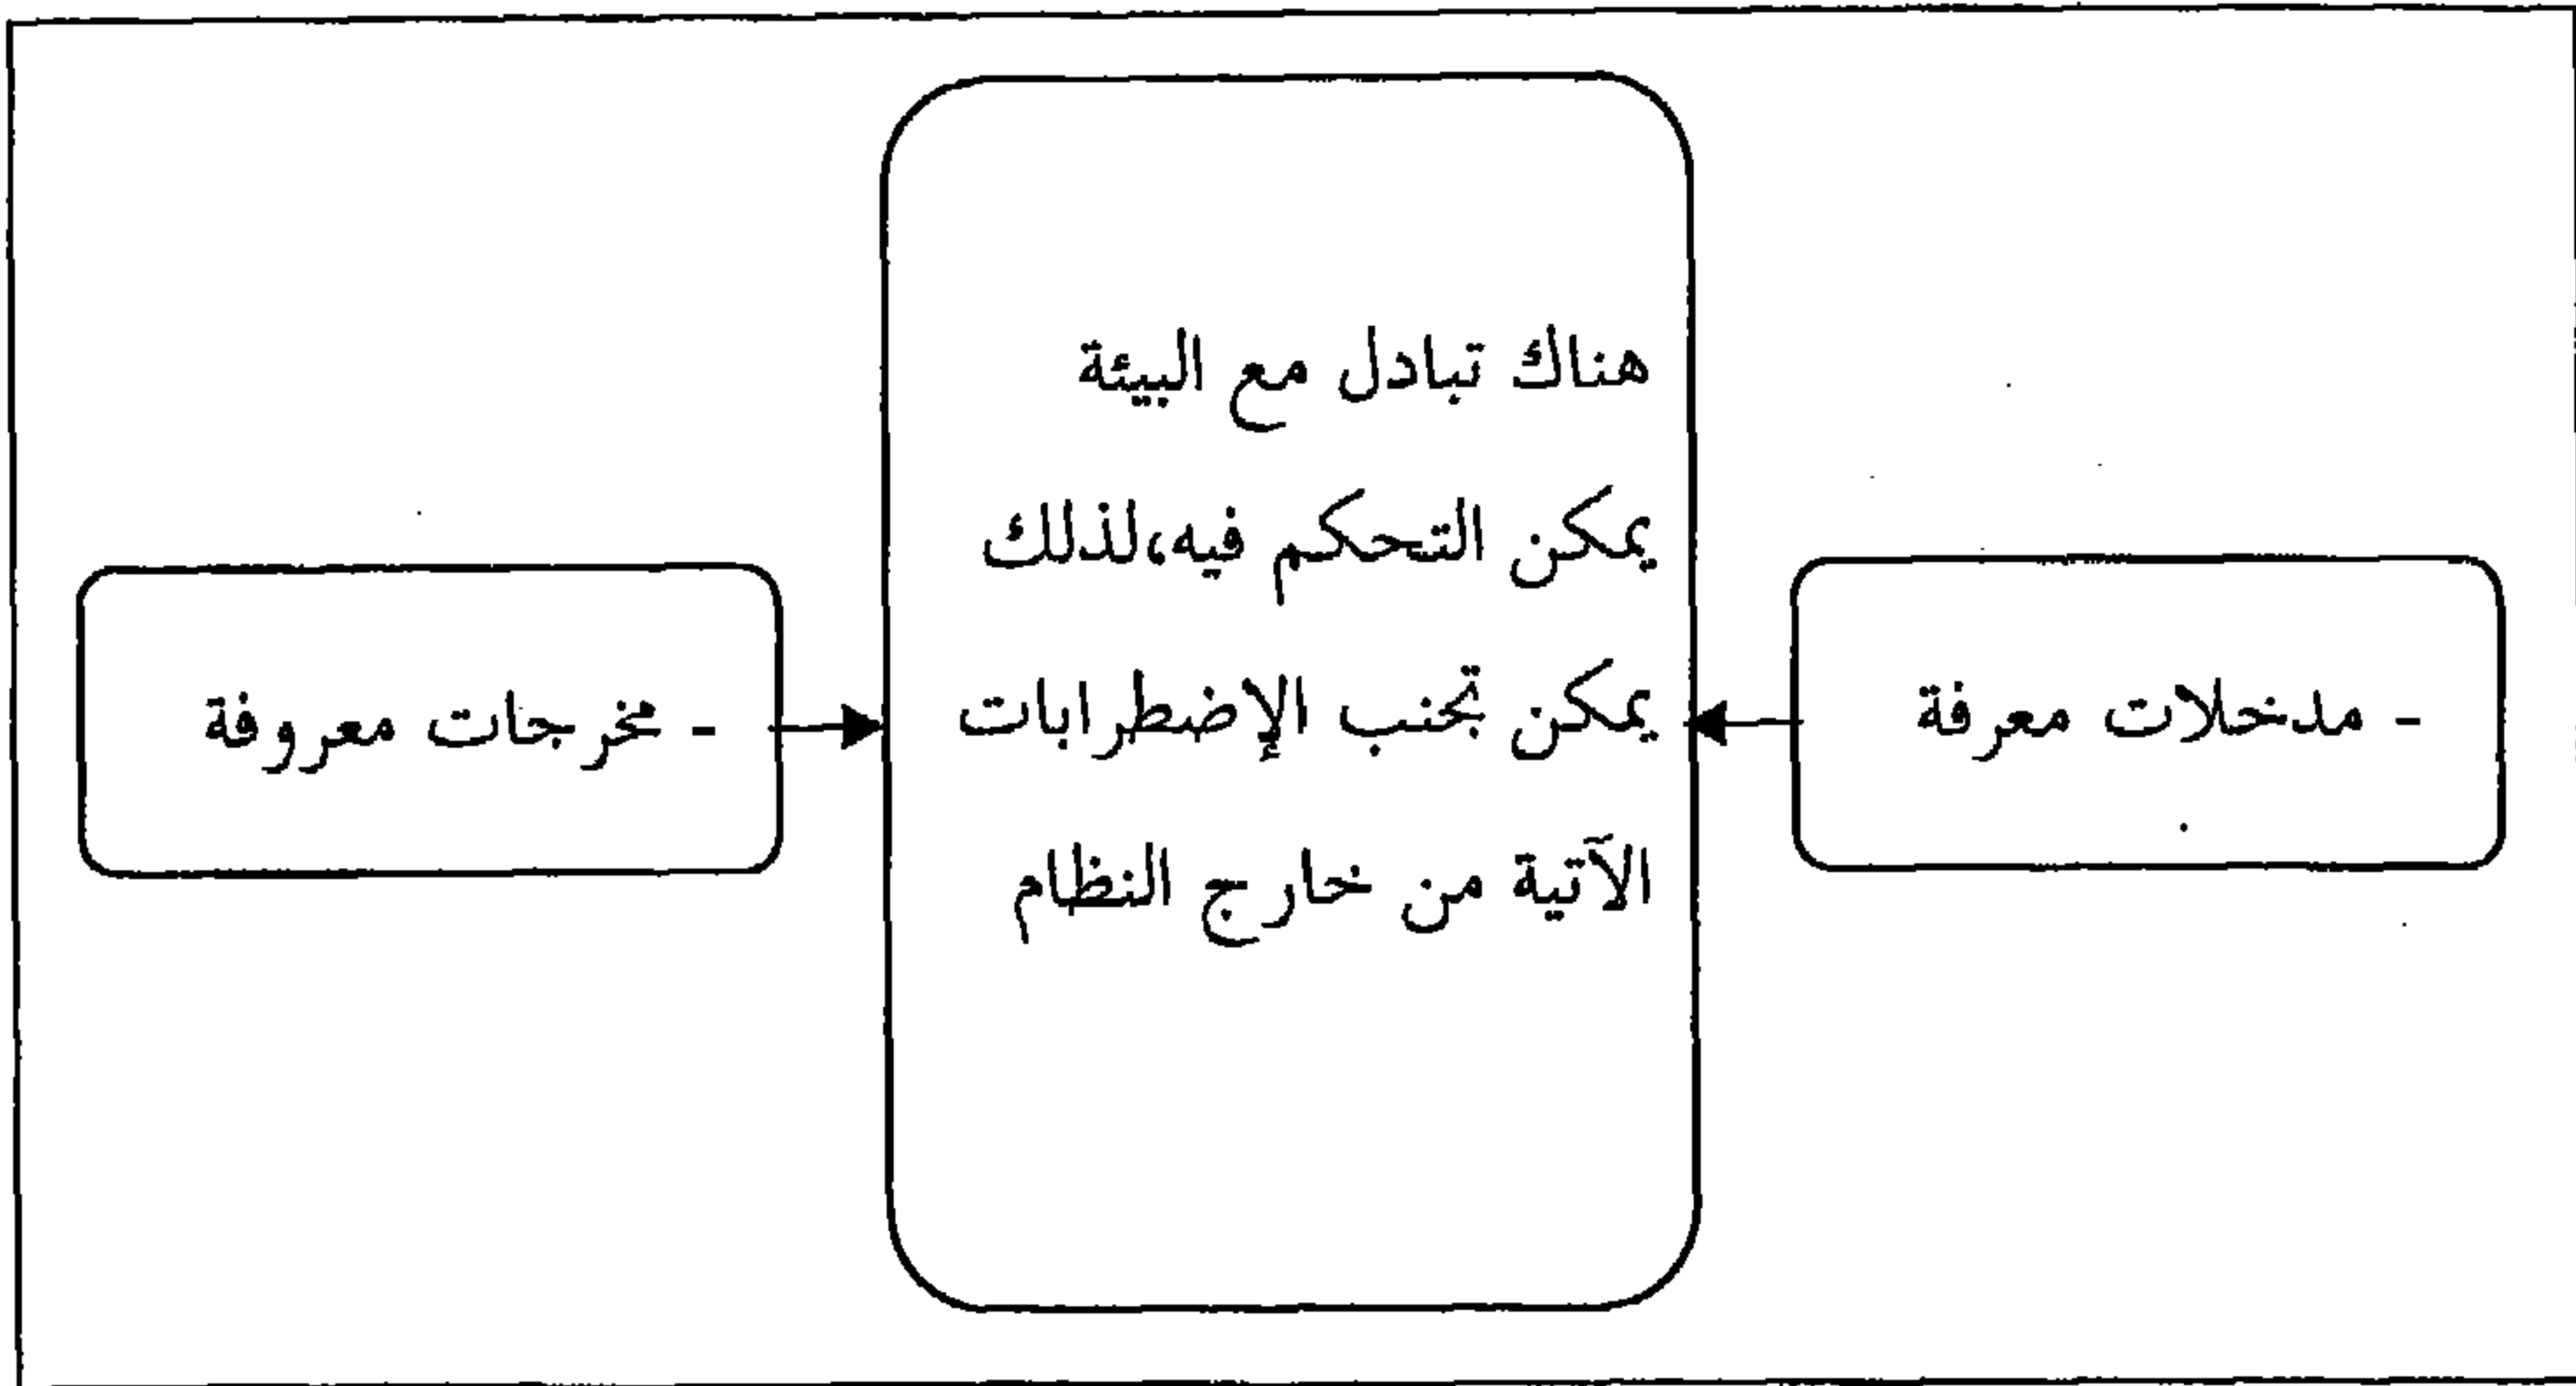 هناك تبادل مع البيئة
يمكن التحكم فيه،لذلك
يمكن تجنب الإضطرابات
الآتية من خارج النظام
- مدخلات معرفة
- مخرجات معروفة